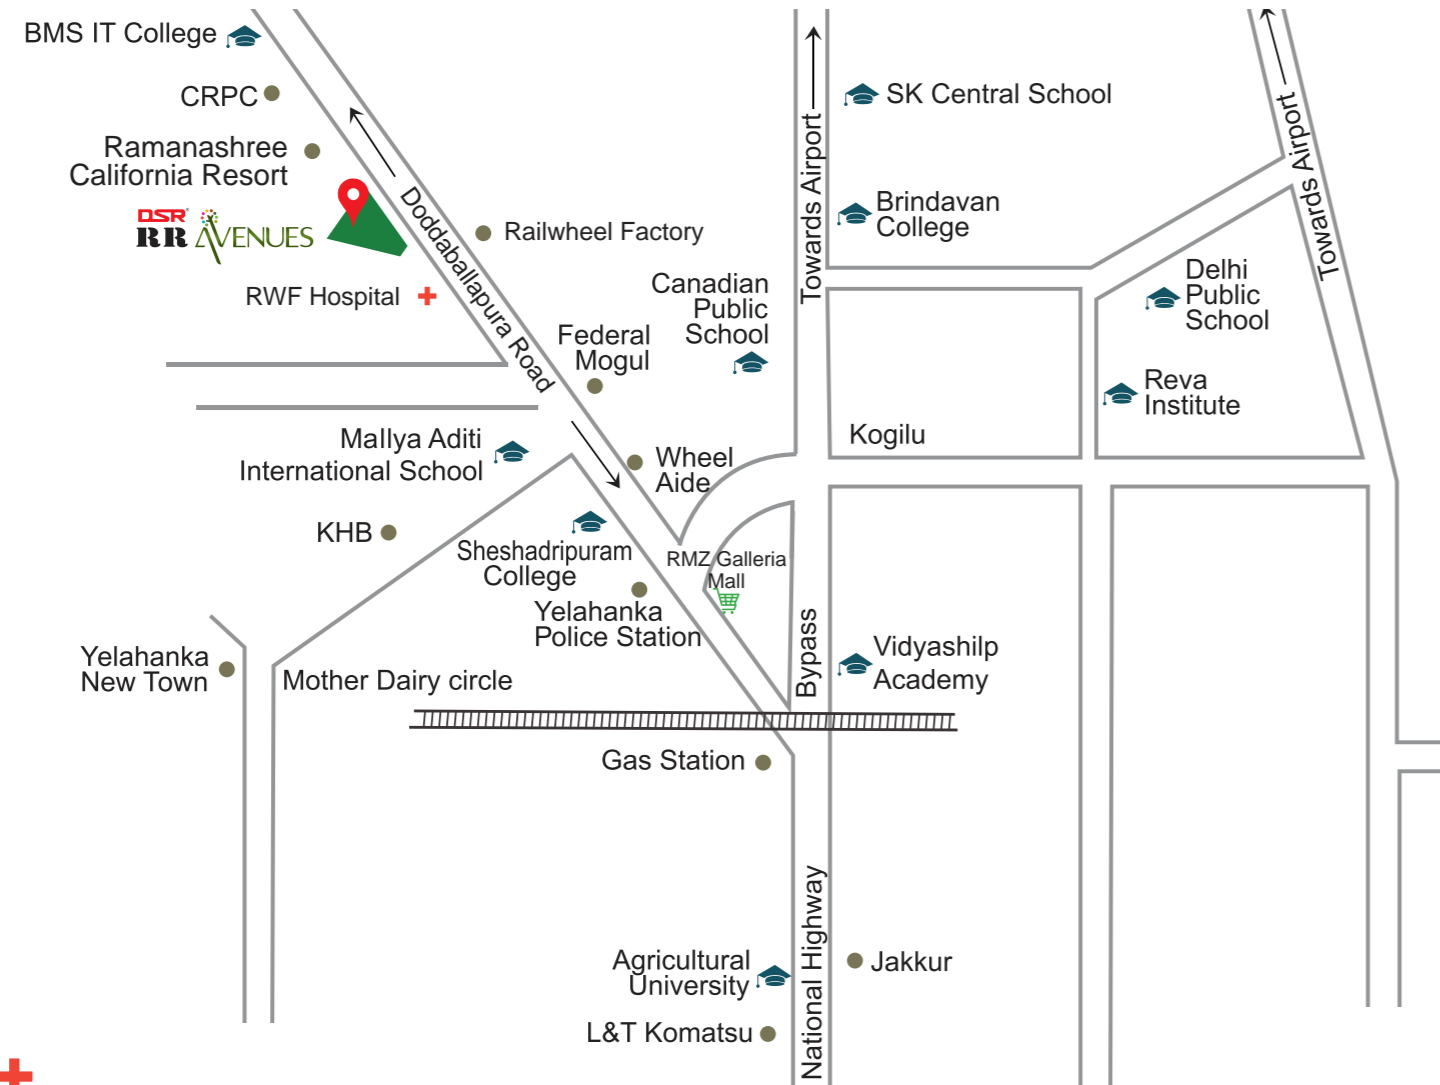 BMS IT College
CRPC
Ramanashree
California Resort
DSR
RR AVENUES
RWF Hospital
Doddaballapura Road
Railwheel Factory
Federal
Mogul
Canadian
Public
School
Towards Airport
SK Central School
Brindavan
College
Towards Airport
Delhi
Public
School
Reva
Institute
Kogilu
Mallya Aditi
International School
Wheel
Aide
KHB
Sheshadripuram
College
RMZ Galleria
Mall
Yelahanka
Police Station
Yelahanka
New Town
Mother Dairy circle
Bypass
Vidyashilp
Academy
Gas Station
National Highway
Agricultural
University
Jakkur
L&T Komatsu